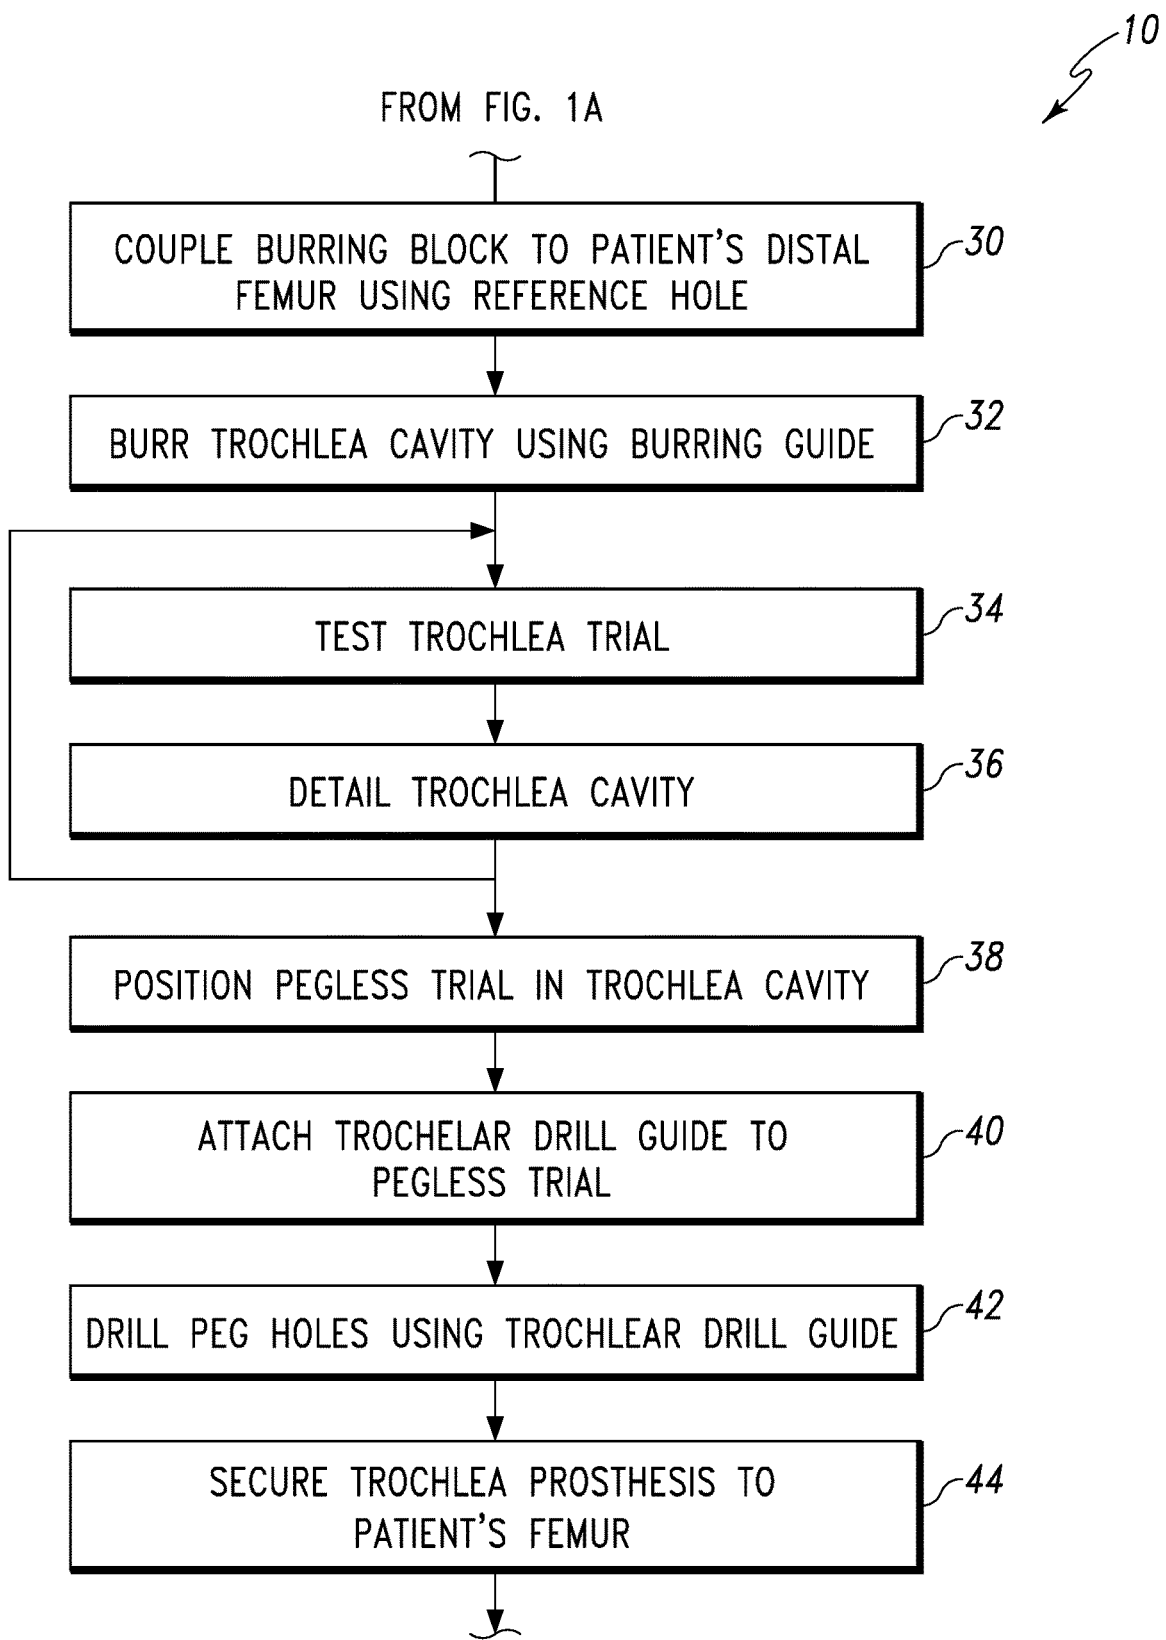 10
FROM FIG. 1A
COUPLE BURRING BLOCK TO PATIENT'S DISTAL
FEMUR USING REFERENCE HOLE
30
BURR TROCHLEA CAVITY USING BURRING GUIDE
32
TEST TROCHLEA TRIAL
34
DETAIL TROCHLEA CAVITY
36
POSITION PEGLESS TRIAL IN TROCHLEA CAVITY
38
ATTACH TROCHELAR DRILL GUIDE TO
PEGLESS TRIAL
40
DRILL PEG HOLES USING TROCHLEAR DRILL GUIDE
42
SECURE TROCHLEA PROSTHESIS TO
PATIENT'S FEMUR
44